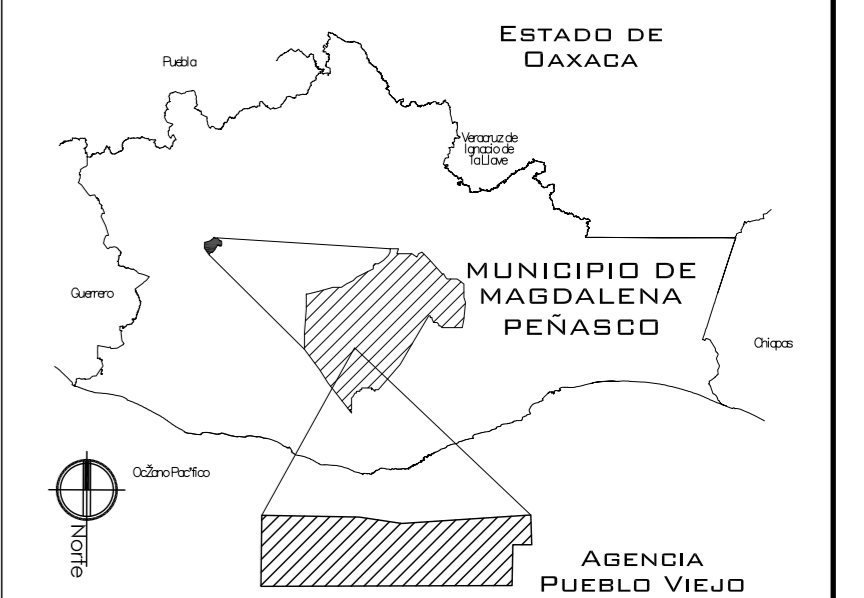 ESTADO DE
OAXACA
Puebla
Veracruz de
Ignacio de
la Llave
MUNICIPIO DE
MAGDALENA
PEÑASCO
Guerrero
Chiapas
OcŽano Pac°fico
Norte
AGENCIA
PUEBLO VIEJO